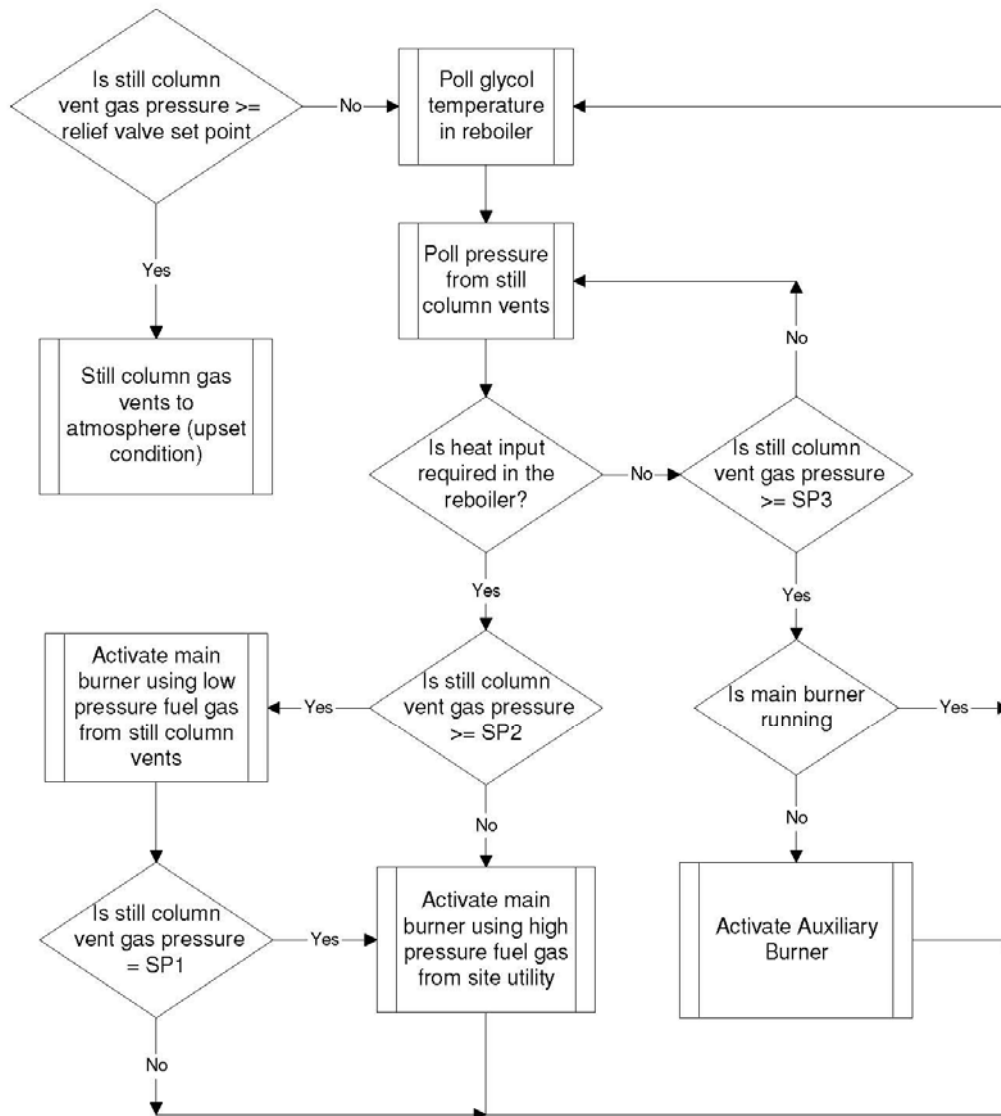 Is still column
vent gas pressure >=
relief valve set point
No
Poll glycol
temperature
in reboiler
Yes
Poll pressure
from still
column vents
No
Still column gas
vents to
atmosphere (upset
condition)
Is heat input
required in the
reboiler?
No
Is still column
vent gas pressure
>= SP3
Yes
Yes
Activate main
burner using low
pressure fuel gas
from still column
vents
Yes
Is still column
vent gas pressure
>= SP2
Is main burner
running
Yes
No
No
Is still column
vent gas pressure
= SP1
Yes
Activate main
burner using high
pressure fuel gas
from site utility
Activate Auxiliary
Burner
No